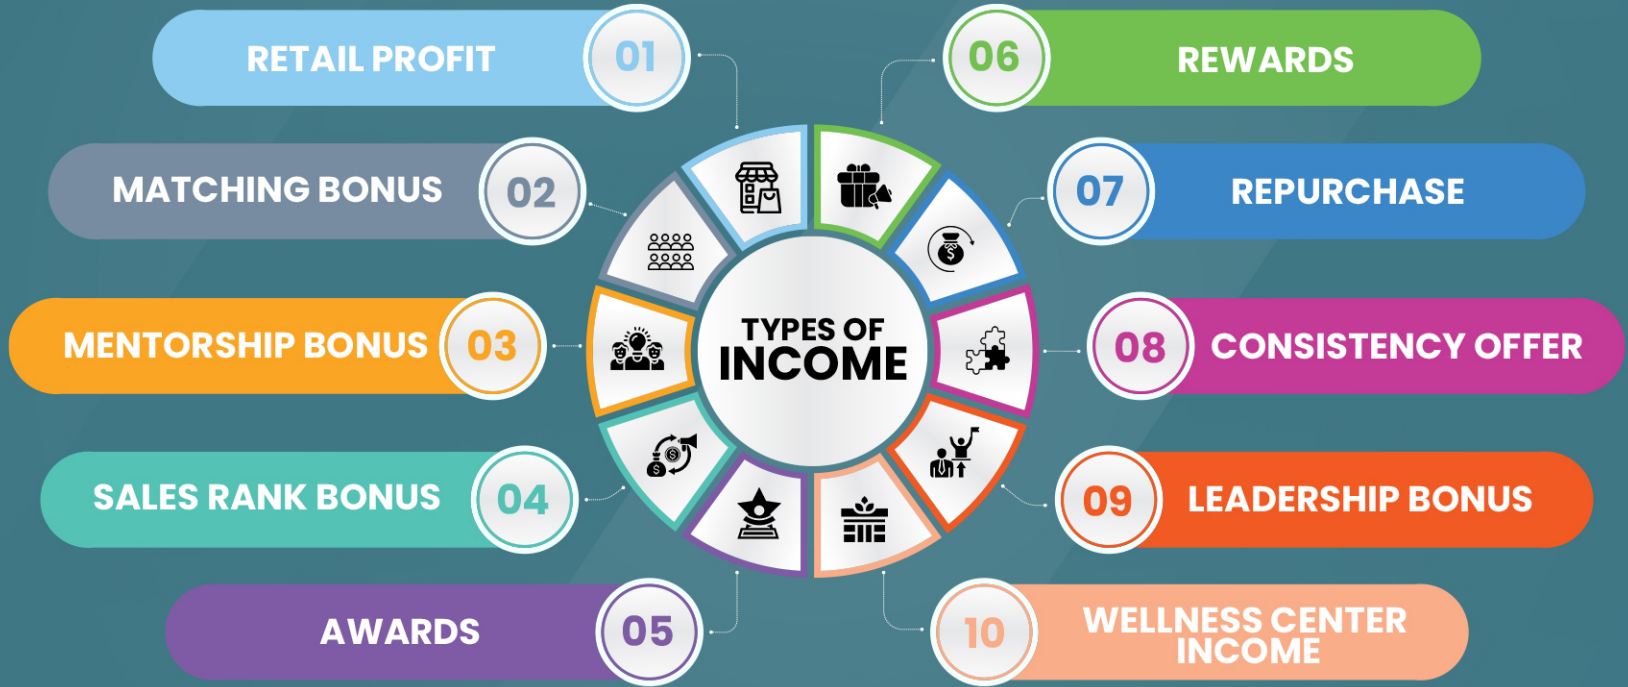 RETAIL PROFIT
01
MATCHING BONUS
02
MENTORSHIP BONUS
03
SALES RANK BONUS
04
AWARDS
05
TYPES OF
INCOME
06
REWARDS
07
REPURCHASE
08
CONSISTENCY OFFER
09
LEADERSHIP BONUS
10
WELLNESS CENTER
INCOME